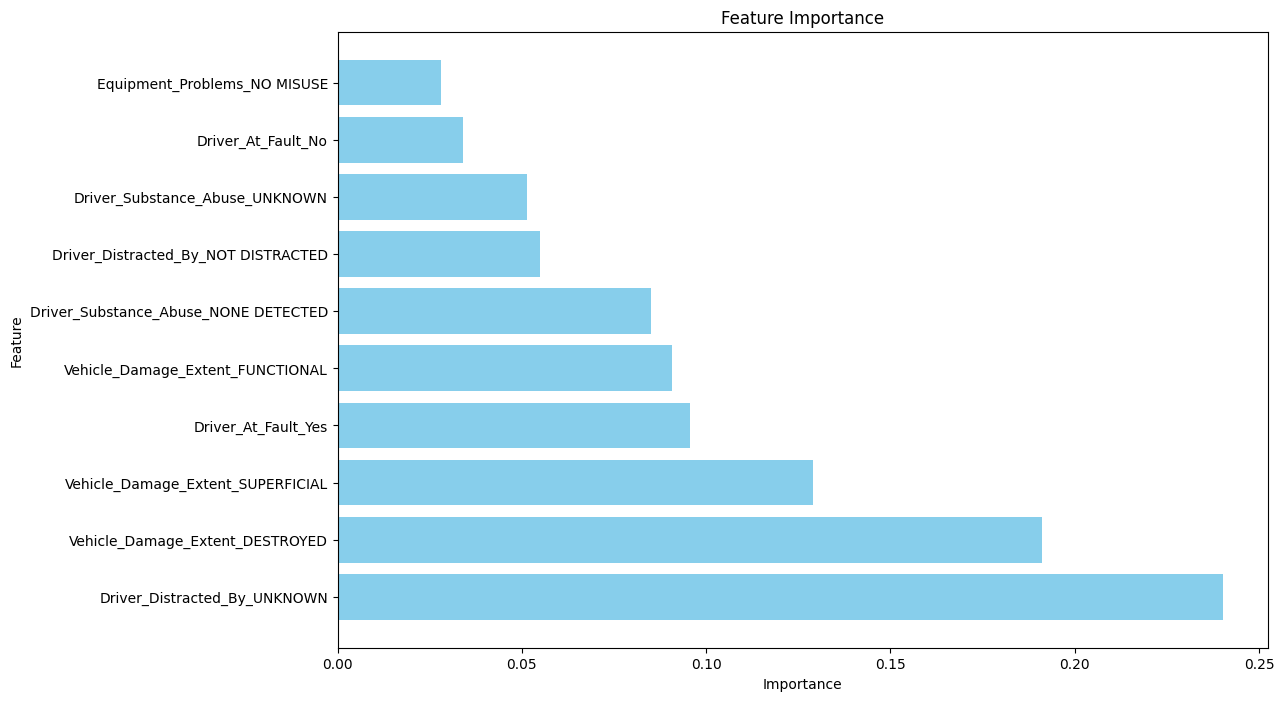 Feature Importance
Equipment_Problems_NO MISUSE
Driver_At_Fault_No
Driver_Substance_Abuse_UNKNOWN
Driver_Distracted_By_NOT DISTRACTED
Driver_Substance_Abuse_NONE DETECTED
Vehicle_Damage_Extent_FUNCTIONAL
Driver_At_Fault_Yes
Vehicle_Damage_Extent_SUPERFICIAL
Vehicle_Damage_Extent_DESTROYED
Driver_Distracted_By_UNKNOWN
Feature
0.00 0.05 0.10 0.15 0.20 0.25
Importance